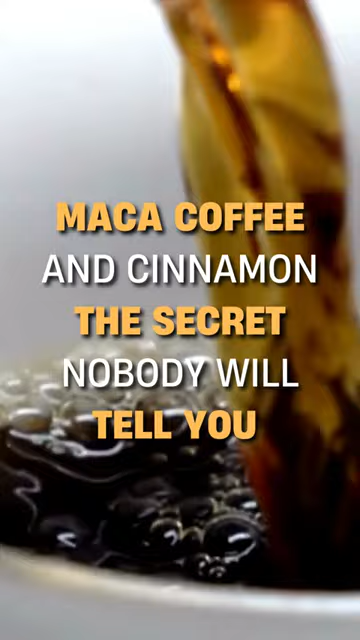 MACA COFFEE
AND CINNAMON
THE SECRET
NOBODY WILL
TELL YOU